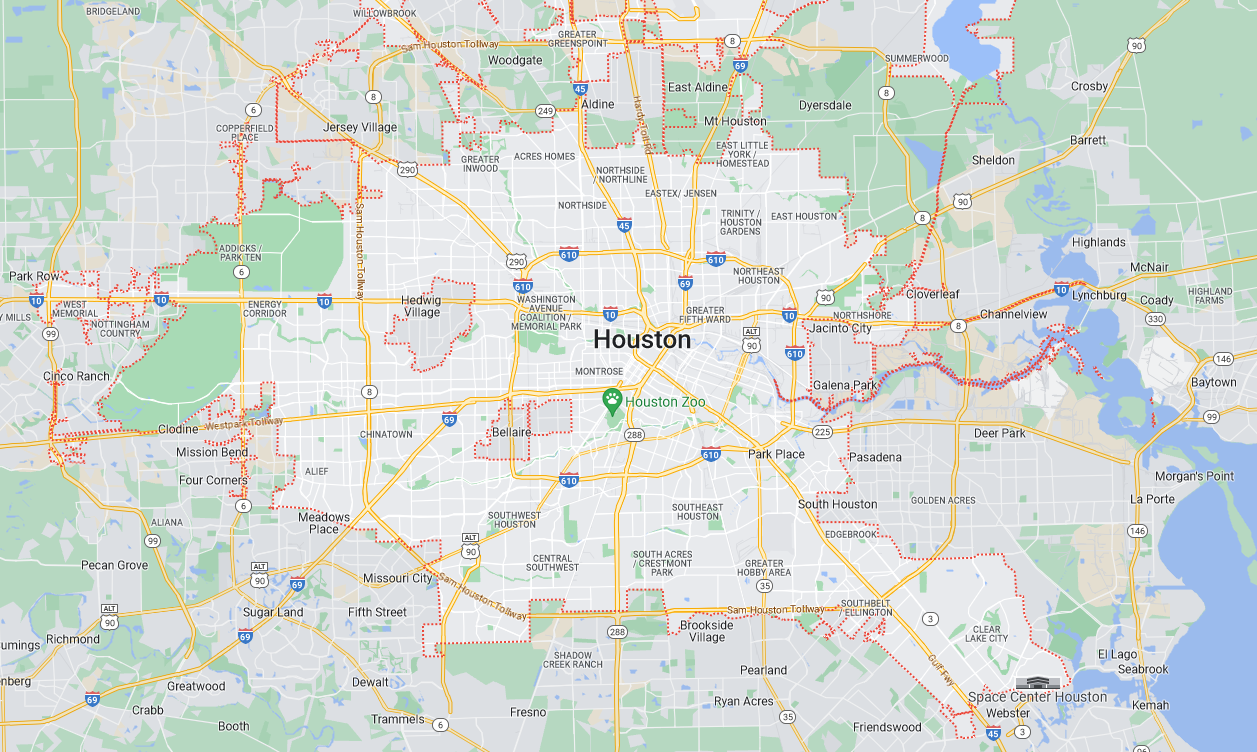 BRIDGELAND
WILLOWBROOK
Sam Houston Tollway
GREATER
GREENSPOINT
8
90
Woodgate
69
SUMMERWOOD
45
East Aldine
Crosby
8
8
6
249
Aldine
Dyersdale
Hardy Toll Rd
Mt Houston
COPPERFIELD
PLACE
Jersey Village
Barrett
290
GREATER
INWOOD
ACRES HOMES
EAST LITTLE
YORK /
HOMESTEAD
Sheldon
NORTHSIDE
/ NORTHLINE
EASTEX/ JENSEN
NORTHSIDE
90
Sam Houston Tollway
45
TRINITY /
HOUSTON
GARDENS
EAST HOUSTON
8
Highlands
ADDICKS /
PARK TEN
610
610
290
6
Park Row
NORTHEAST
HOUSTON
McNair
69
610
10
10
10
Hedwig
Village
90
Cloverleaf
10
Lynchburg
Coady
HIGHLAND
FARMS
WEST
MEMORIAL
ENERGY
CORRIDOR
WASHINGTON
AVENUE
COALITION /
MEMORIAL PARK
10
GREATER
FIFTH WARD
10
NORTHSHORE
Channelview
330
Y MILLS
NOTTINGHAM
COUNTRY
99
Jacinto City
8
Houston
ALT
90
610
146
MONTROSE
Cinco Ranch
Galena Park
Baytown
8
Houston Zoo
99
69
Clodine
Westpark Tollway
CHINATOWN
Bellaire
288
225
Deer Park
Mission Bend
610
Park Place
Pasadena
ALIEF
Four Corners
610
Morgan's Point
6
South Houston
GOLDEN ACRES
La Porte
ALIANA
Meadows
Place
SOUTHWEST
HOUSTON
SOUTHEAST
HOUSTON
99
EDGEBROOK
146
ALT
90
Pecan Grove
CENTRAL
SOUTHWEST
SOUTH ACRES
/ CRESTMONT
PARK
GREATER
HOBBY AREA
ALT
90
69
Missouri City
Sam Houston Tollway
35
ALT
90
Sugar Land
Fifth Street
Sam Houston Tollway
SOUTHBELT
/ ELLINGTON
3
Richmond
69
288
Brookside
Village
CLEAR
LAKE CITY
umings
SHADOW
CREEK RANCH
El Lago
Pearland
Gulf Fwy
Seabrook
nberg
Greatwood
Dewalt
69
Space Center Houston
Crabb
Ryan Acres
Kemah
Booth
Trammels
6
Fresno
35
Friendswood
Webster
45
3
96